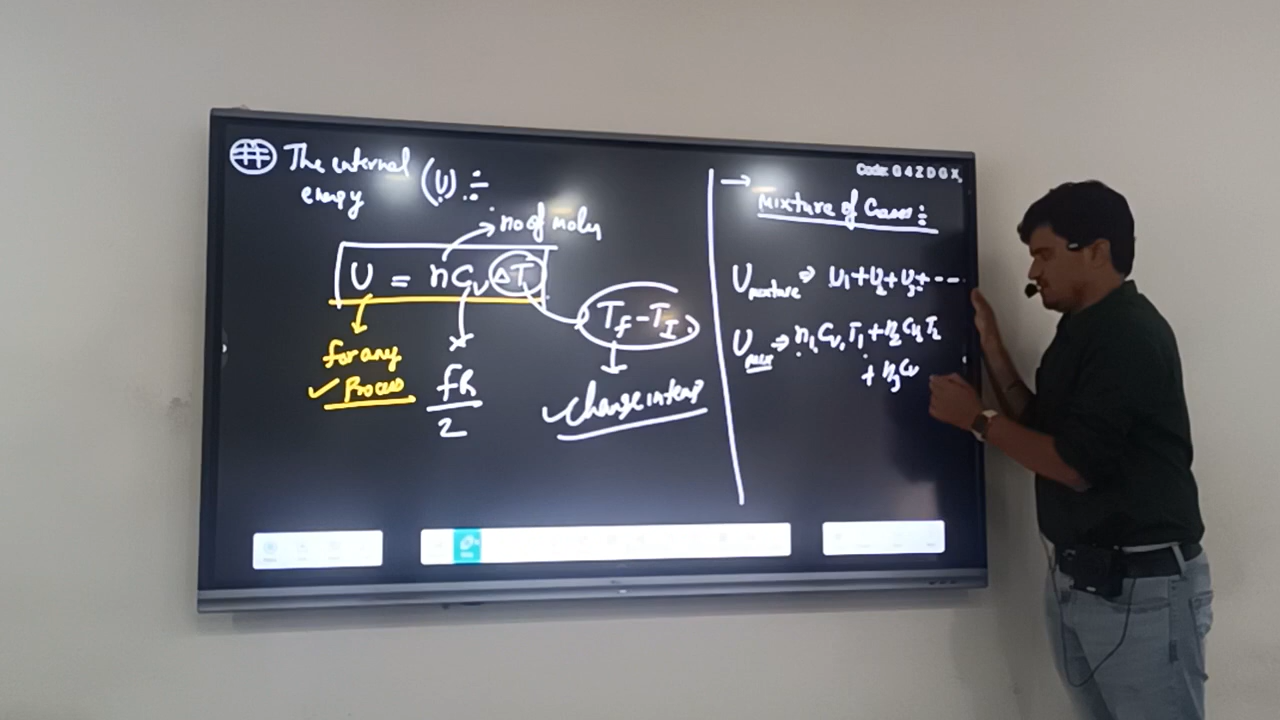 The internal
energy (U) :-
→ no of moles
U = nCv ΔT
Tf - TI
for any
✓ Process
fR
2
✓ Change in temp
Code: G4ZDGX
→ Mixture of Gases :-
Umixture ⇒ U1+U2+U3+----
Umix ⇒ n1Cv1T1+n2Cv2T2
+ n3Cv